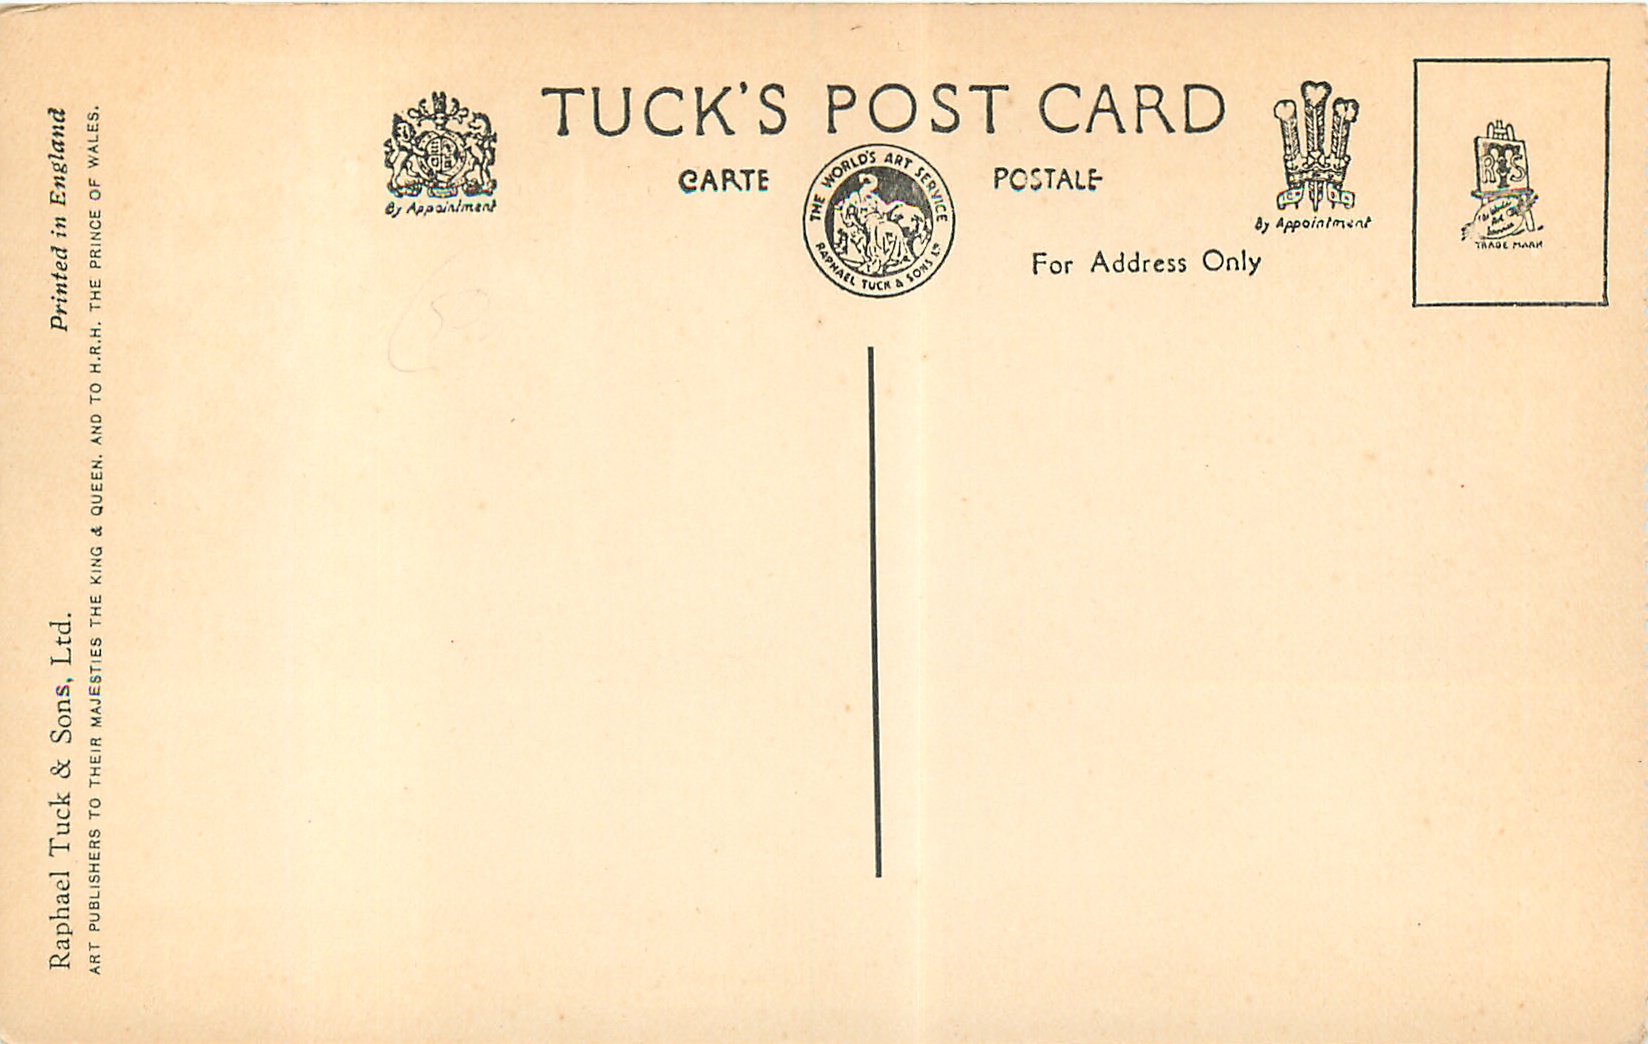 TUCK'S POST CARD
CARTE POSTALE
By Appointment
THE WORLD'S ART SERVICE
RAPHAEL TUCK & SONS LTD
By Appointment
For Address Only
TRADE MARK
Raphael Tuck & Sons, Ltd. Printed in England
ART PUBLISHERS TO THEIR MAJESTIES THE KING & QUEEN, AND TO H.R.H. THE PRINCE OF WALES.